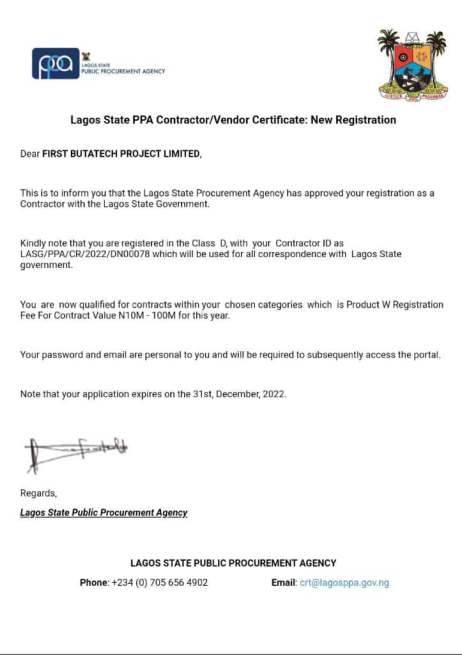 ppa
LAGOS STATE
PUBLIC PROCUREMENT AGENCY
Lagos State PPA Contractor/Vendor Certificate: New Registration
Dear FIRST BUTATECH PROJECT LIMITED,
This is to inform you that the Lagos State Procurement Agency has approved your registration as a
Contractor with the Lagos State Government.
Kindly note that you are registered in the Class D, with your Contractor ID as
LASG/PPA/CR/2022/DN00078 which will be used for all correspondence with Lagos State
government.
You are now qualified for contracts within your chosen categories which is Product W Registration
Fee For Contract Value N10M - 100M for this year.
Your password and email are personal to you and will be required to subsequently access the portal.
Note that your application expires on the 31st, December, 2022.
Regards,
Lagos State Public Procurement Agency
LAGOS STATE PUBLIC PROCUREMENT AGENCY
Phone: +234 (0) 705 656 4902 Email: crt@lagosppa.gov.ng